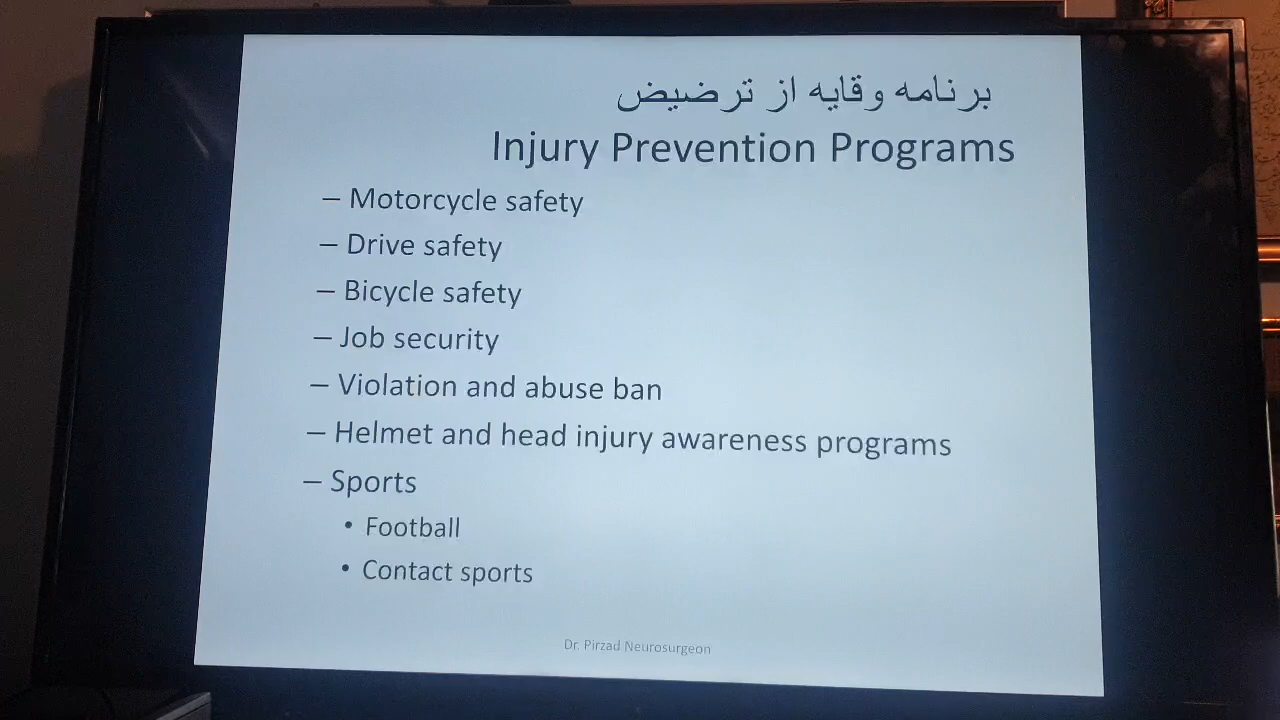 برنامه وقایه از ترضیض
Injury Prevention Programs
– Motorcycle safety
– Drive safety
– Bicycle safety
– Job security
– Violation and abuse ban
– Helmet and head injury awareness programs
– Sports
• Football
• Contact sports
Dr. Pirzad Neurosurgeon